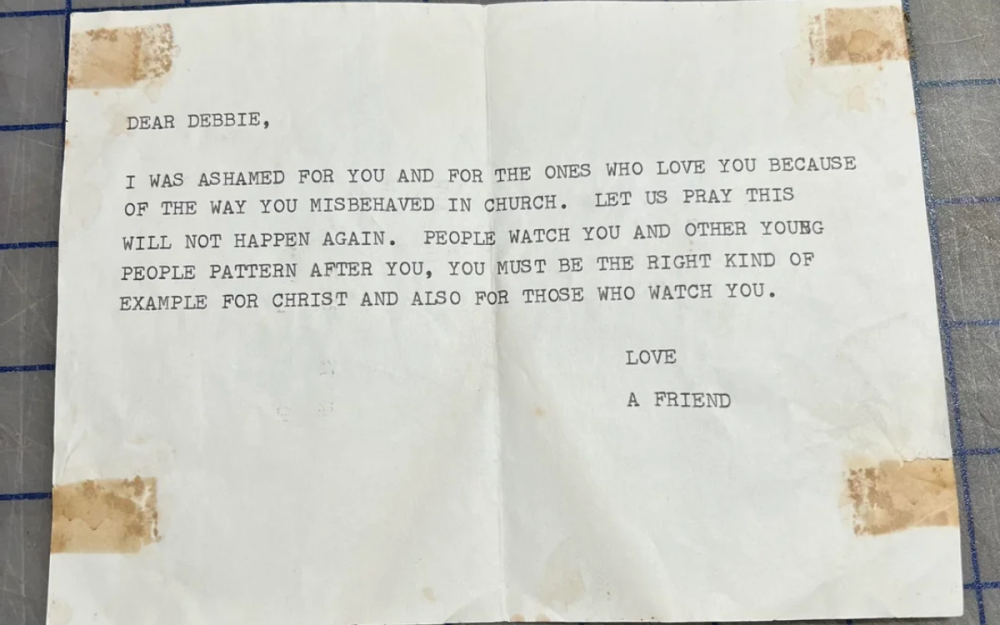 DEAR DEBBIE,
I WAS ASHAMED FOR YOU AND FOR THE ONES WHO LOVE YOU BECAUSE
OF THE WAY YOU MISBEHAVED IN CHURCH. LET US PRAY THIS
WILL NOT HAPPEN AGAIN. PEOPLE WATCH YOU AND OTHER YOUNG
PEOPLE PATTERN AFTER YOU, YOU MUST BE THE RIGHT KIND OF
EXAMPLE FOR CHRIST AND ALSO FOR THOSE WHO WATCH YOU.
LOVE
A FRIEND